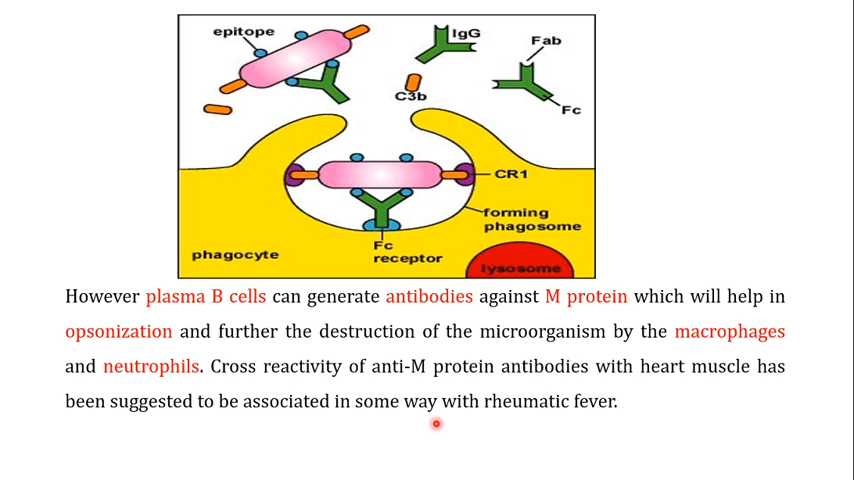 epitope
IgG
Fab
C3b
Fc
CR1
forming
phagosome
phagocyte
Fc
receptor
lysosome
However plasma B cells can generate antibodies against M protein which will help in
opsonization and further the destruction of the microorganism by the macrophages
and neutrophils. Cross reactivity of anti-M protein antibodies with heart muscle has
been suggested to be associated in some way with rheumatic fever.